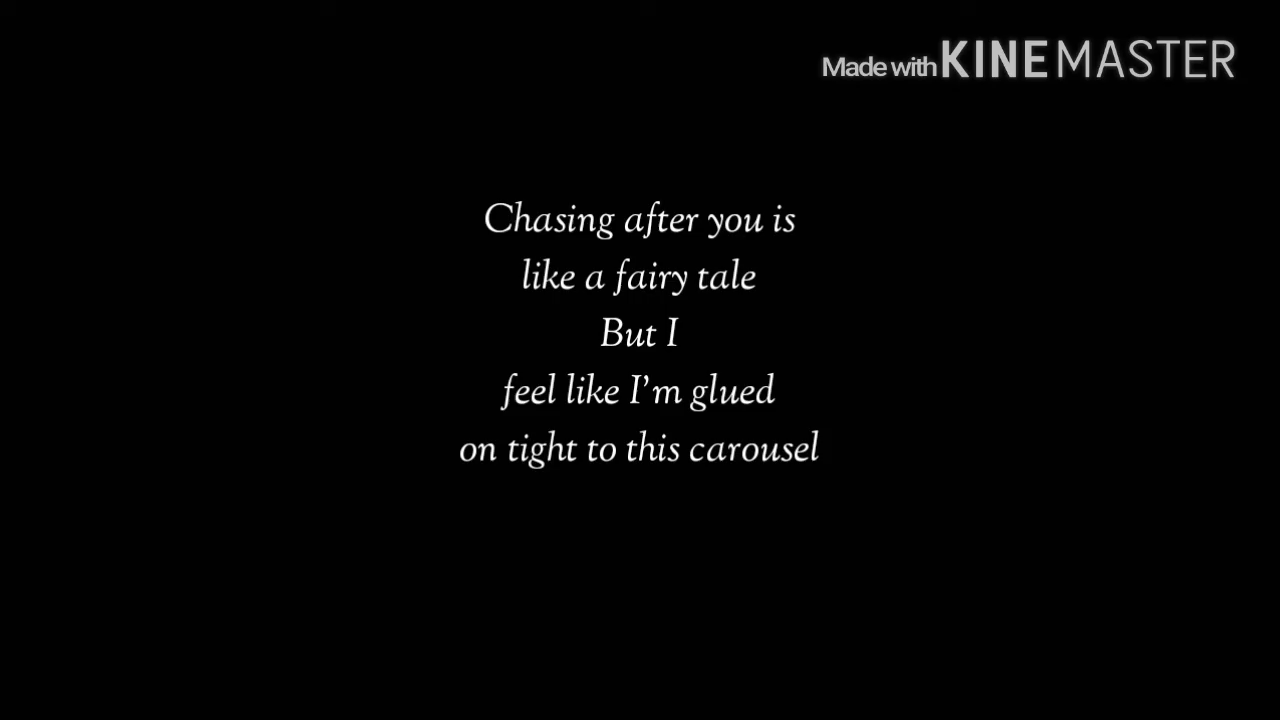 Made with KINEMASTER
Chasing after you is
like a fairy tale
But I
feel like I'm glued
on tight to this carousel